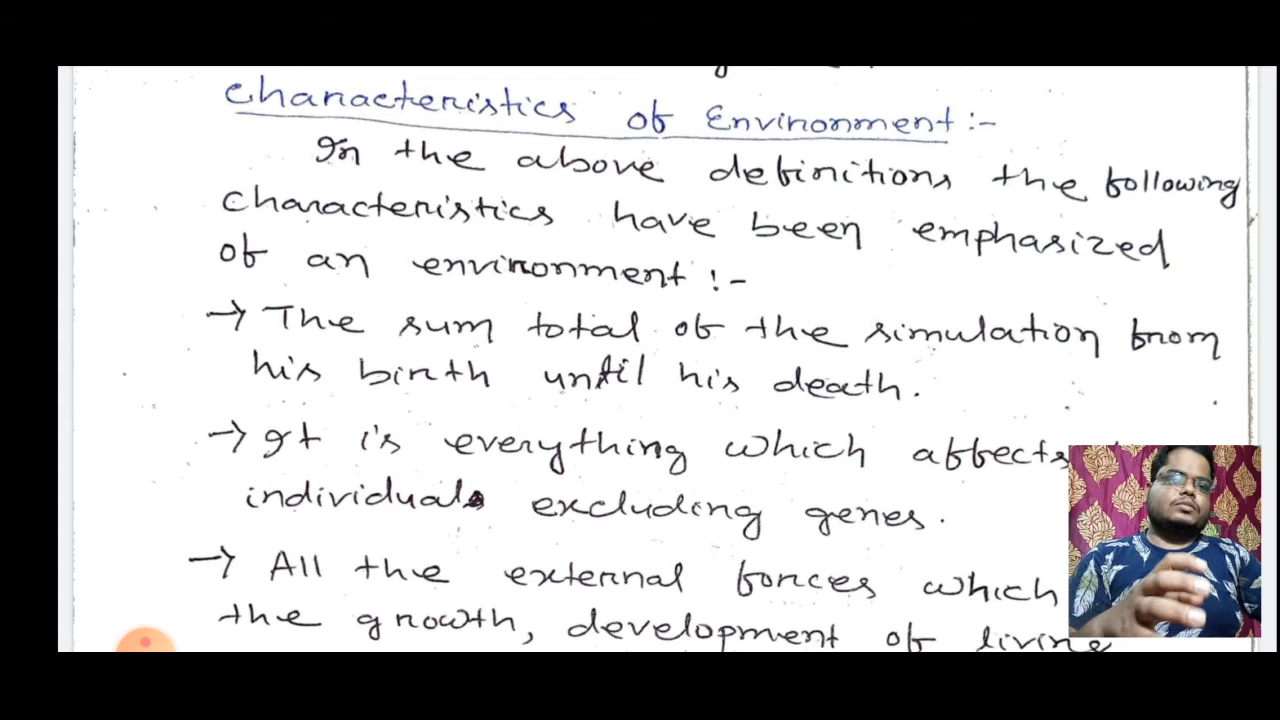 Characteristics of Environment :-
In the above definitions the following
characteristics have been emphasized
of an environment :-
→ The sum total of the simulation from
his birth until his death.
→ It is everything which affects
individuals excluding genes.
→ All the external forces which
the growth, development of living